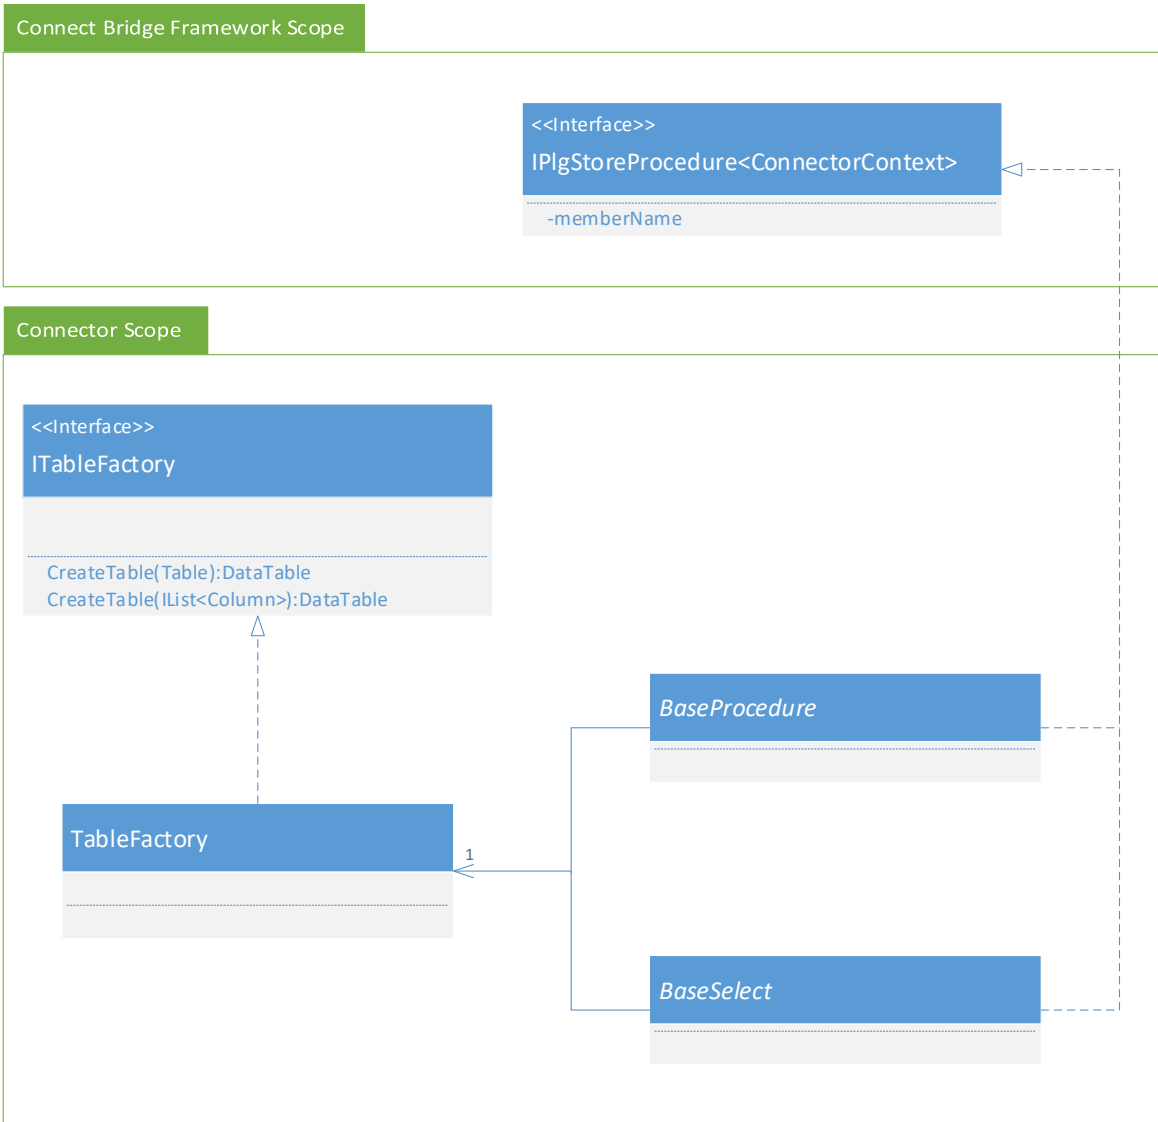 Connect Bridge Framework Scope
<<Interface>>
IPlgStoreProcedure<ConnectorContext>
-memberName
Connector Scope
<<Interface>>
ITableFactory
CreateTable(Table):DataTable
CreateTable(IList<Column>):DataTable
BaseProcedure
TableFactory
1
BaseSelect